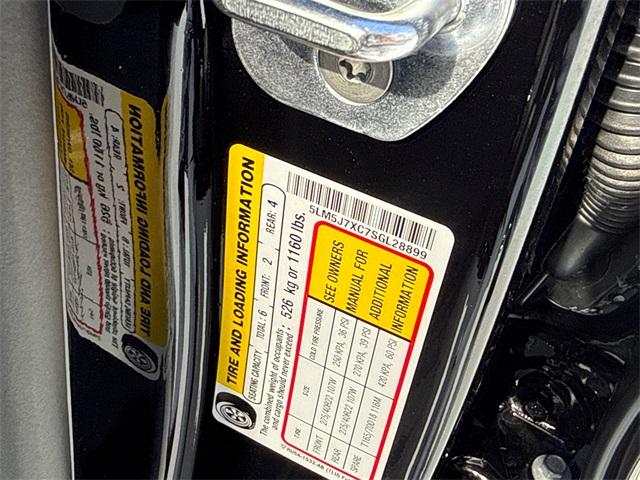 TIRE AND LOADING INFORMATION
SEATING CAPACITY TOTAL: 6 FRONT: 2 REAR: 4
The combined weight of occupants and cargo should never exceed: 526 kg or 1160 lbs.
5LM5J7XC7SGL28899
TIRE SIZE COLD TIRE PRESSURE
FRONT 275/40R22 107W 250 KPA, 36 PSI
REAR 275/40R22 107W 270 KPA, 39 PSI
SPARE T165/70D18 116M 420 KPA, 60 PSI
SEE OWNERS
MANUAL FOR
ADDITIONAL
INFORMATION